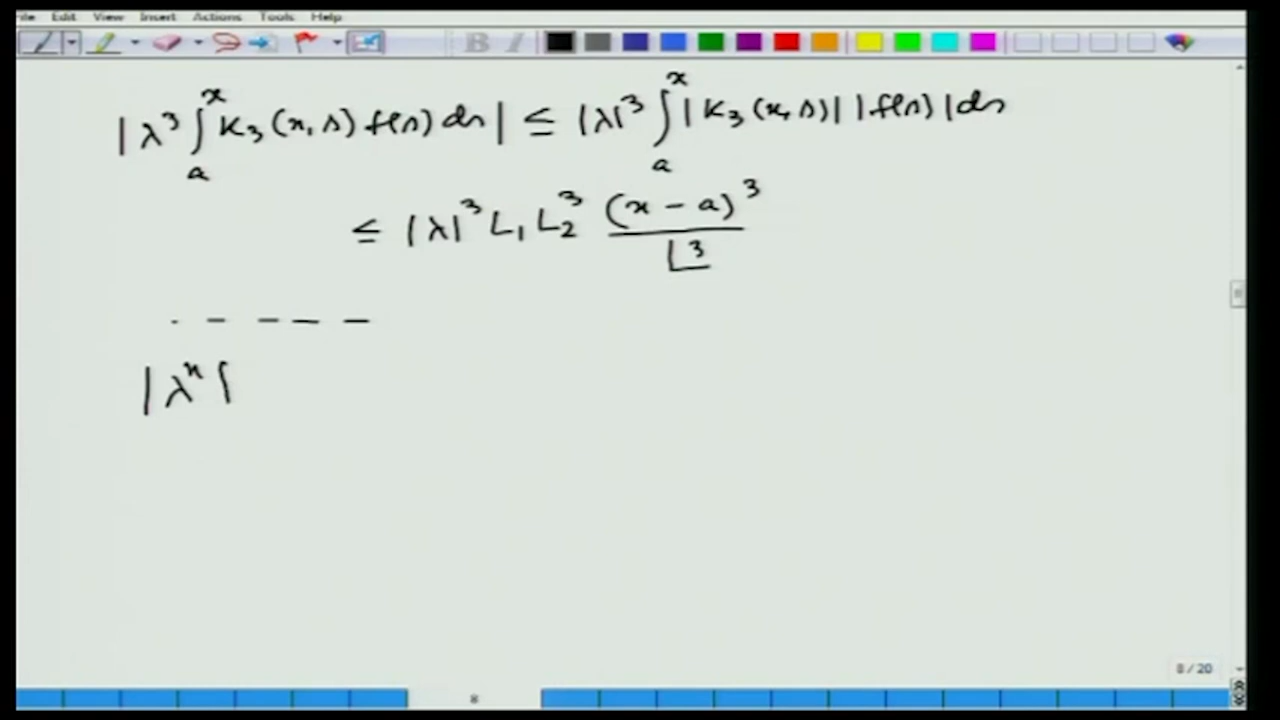 File Edit View Insert Actions Tools Help
B I
|λ³ ∫ₐˣ K₃(x, s) f(s) ds| ≤ |λ|³ ∫ₐˣ |K₃(x, s)| |f(s)| ds
≤ |λ|³ L₁ L₂³ (x - a)³ / ⌊3
. - - - -
|λⁿ ∫
8 / 20
8